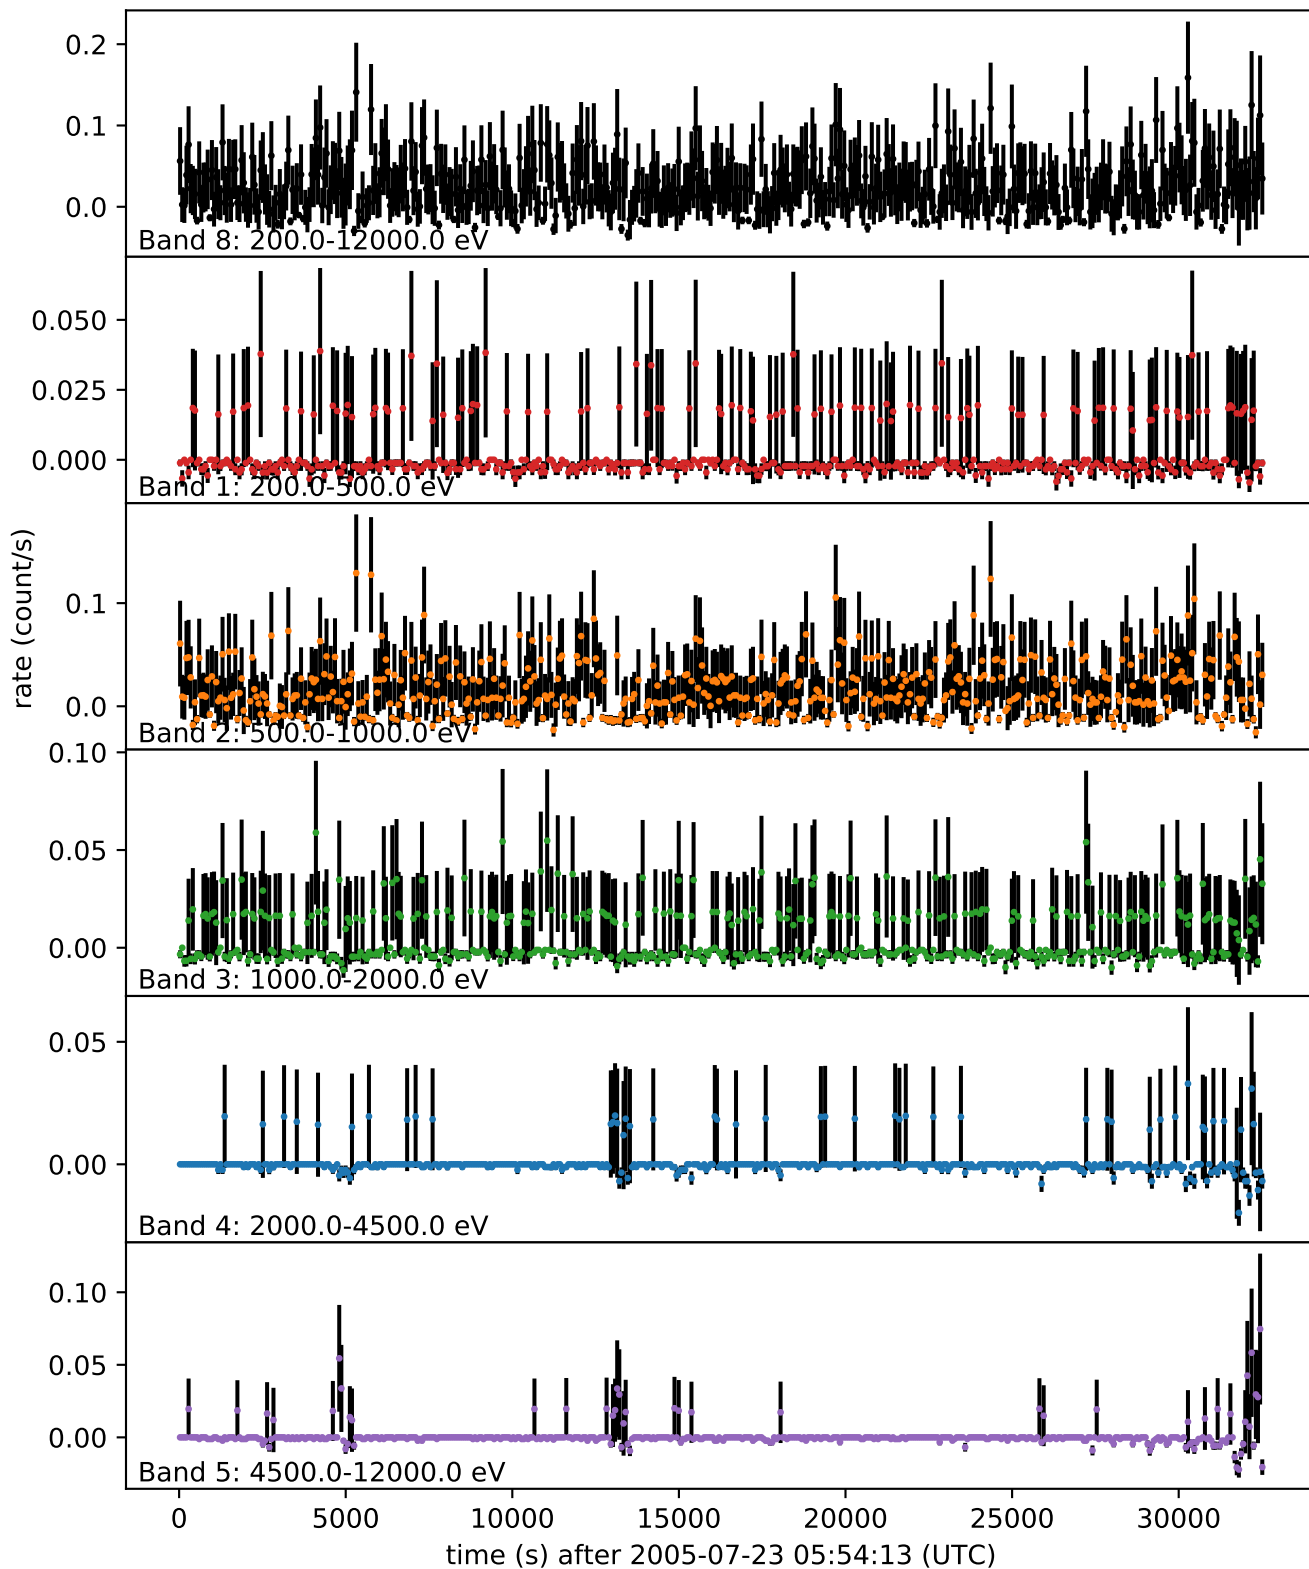 0.2
0.1
0.0
Band 8: 200.0-12000.0 eV
0.050
0.025
0.000
Band 1: 200.0-500.0 eV
rate (count/s)
0.1
0.0
Band 2: 500.0-1000.0 eV
0.10
0.05
0.00
Band 3: 1000.0-2000.0 eV
0.05
0.00
Band 4: 2000.0-4500.0 eV
0.10
0.05
0.00
Band 5: 4500.0-12000.0 eV
0 5000 10000 15000 20000 25000 30000
time (s) after 2005-07-23 05:54:13 (UTC)